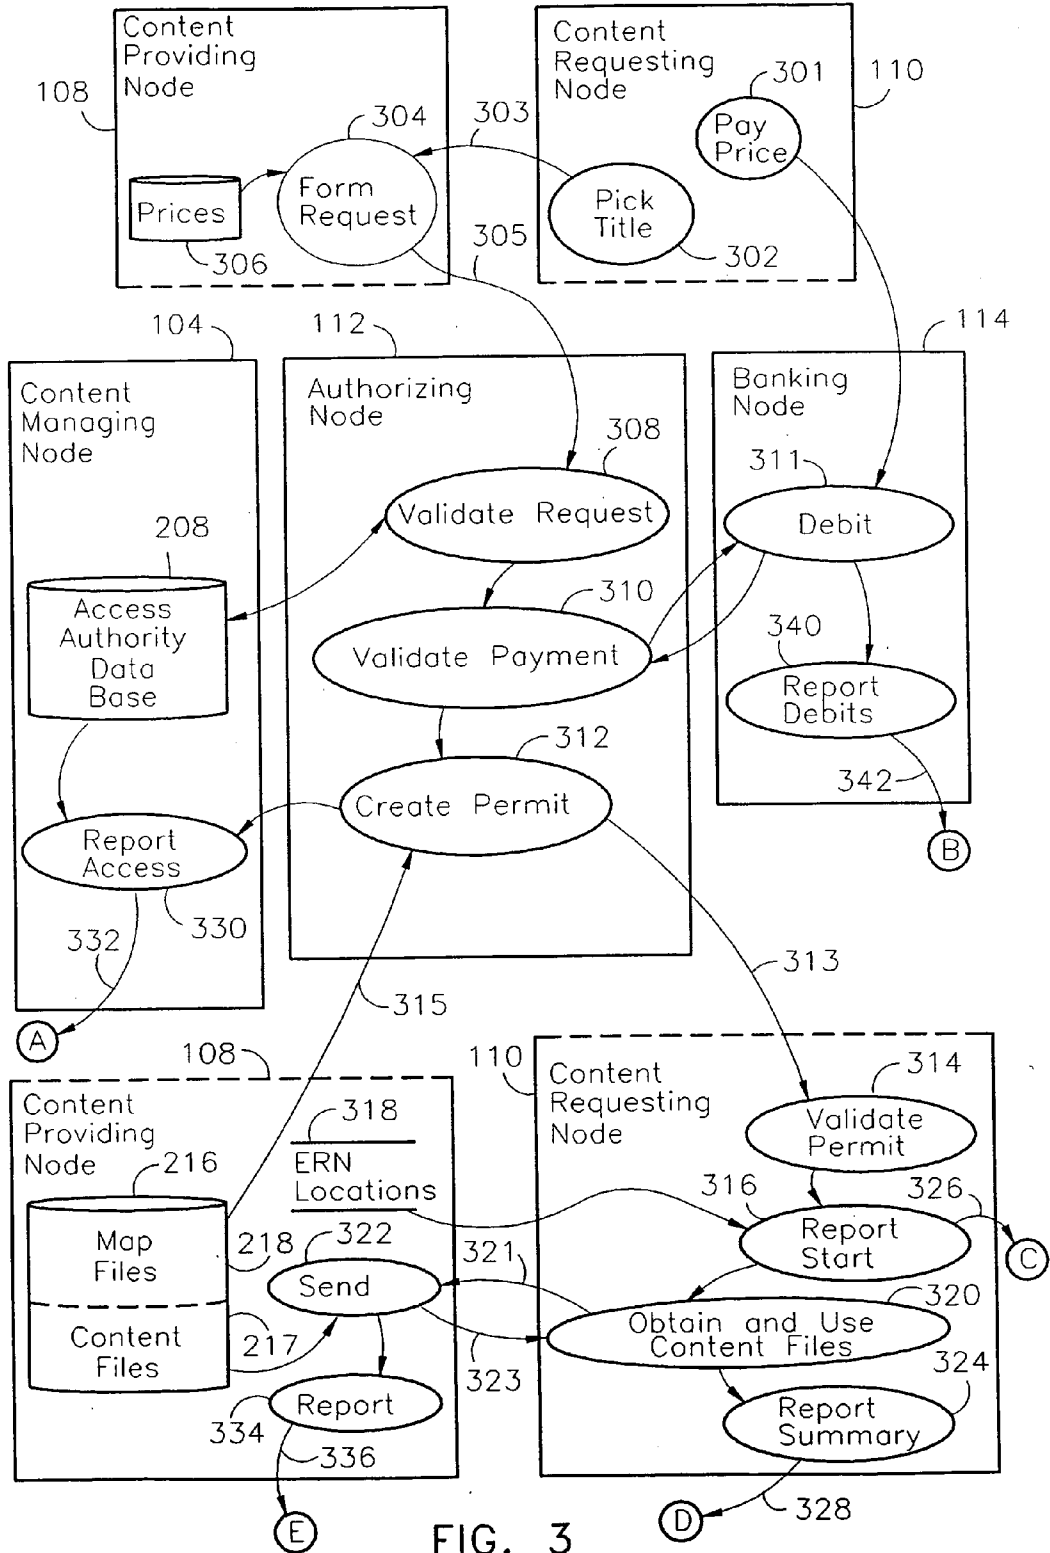 Content
Providing
Node
108
304
303
Prices
Form
Request
306
305
Content
Requesting
Node
301
110
Pay
Price
Pick
Title
302
104
112
114
Content
Managing
Node
208
Access
Authority
Data
Base
Report
Access
330
332
A
Authorizing
Node
308
Validate Request
310
Validate Payment
312
Create Permit
315
313
Banking
Node
311
Debit
340
Report
Debits
342
B
108
Content
Providing
Node
216
318
ERN
Locations
Map
Files
218
322
Send
321
Content
Files
217
323
Report
334
336
E
110
Content
Requesting
Node
314
Validate
Permit
316
326
Report
Start
C
320
Obtain and Use
Content Files
324
Report
Summary
328
D
FIG. 3